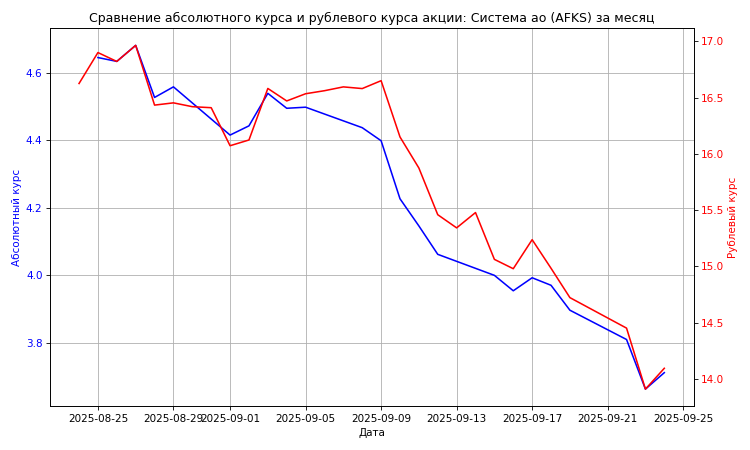 Сравнение абсолютного курса и рублевого курса акции: Система ао (AFKS) за месяц
Абсолютный курс
4.6
4.4
4.2
4.0
3.8
17.0
16.5
16.0
15.5
15.0
14.5
14.0
Рублевый курс
2025-08-25 2025-08-29 2025-09-01 2025-09-05 2025-09-09 2025-09-13 2025-09-17 2025-09-21 2025-09-25
Дата